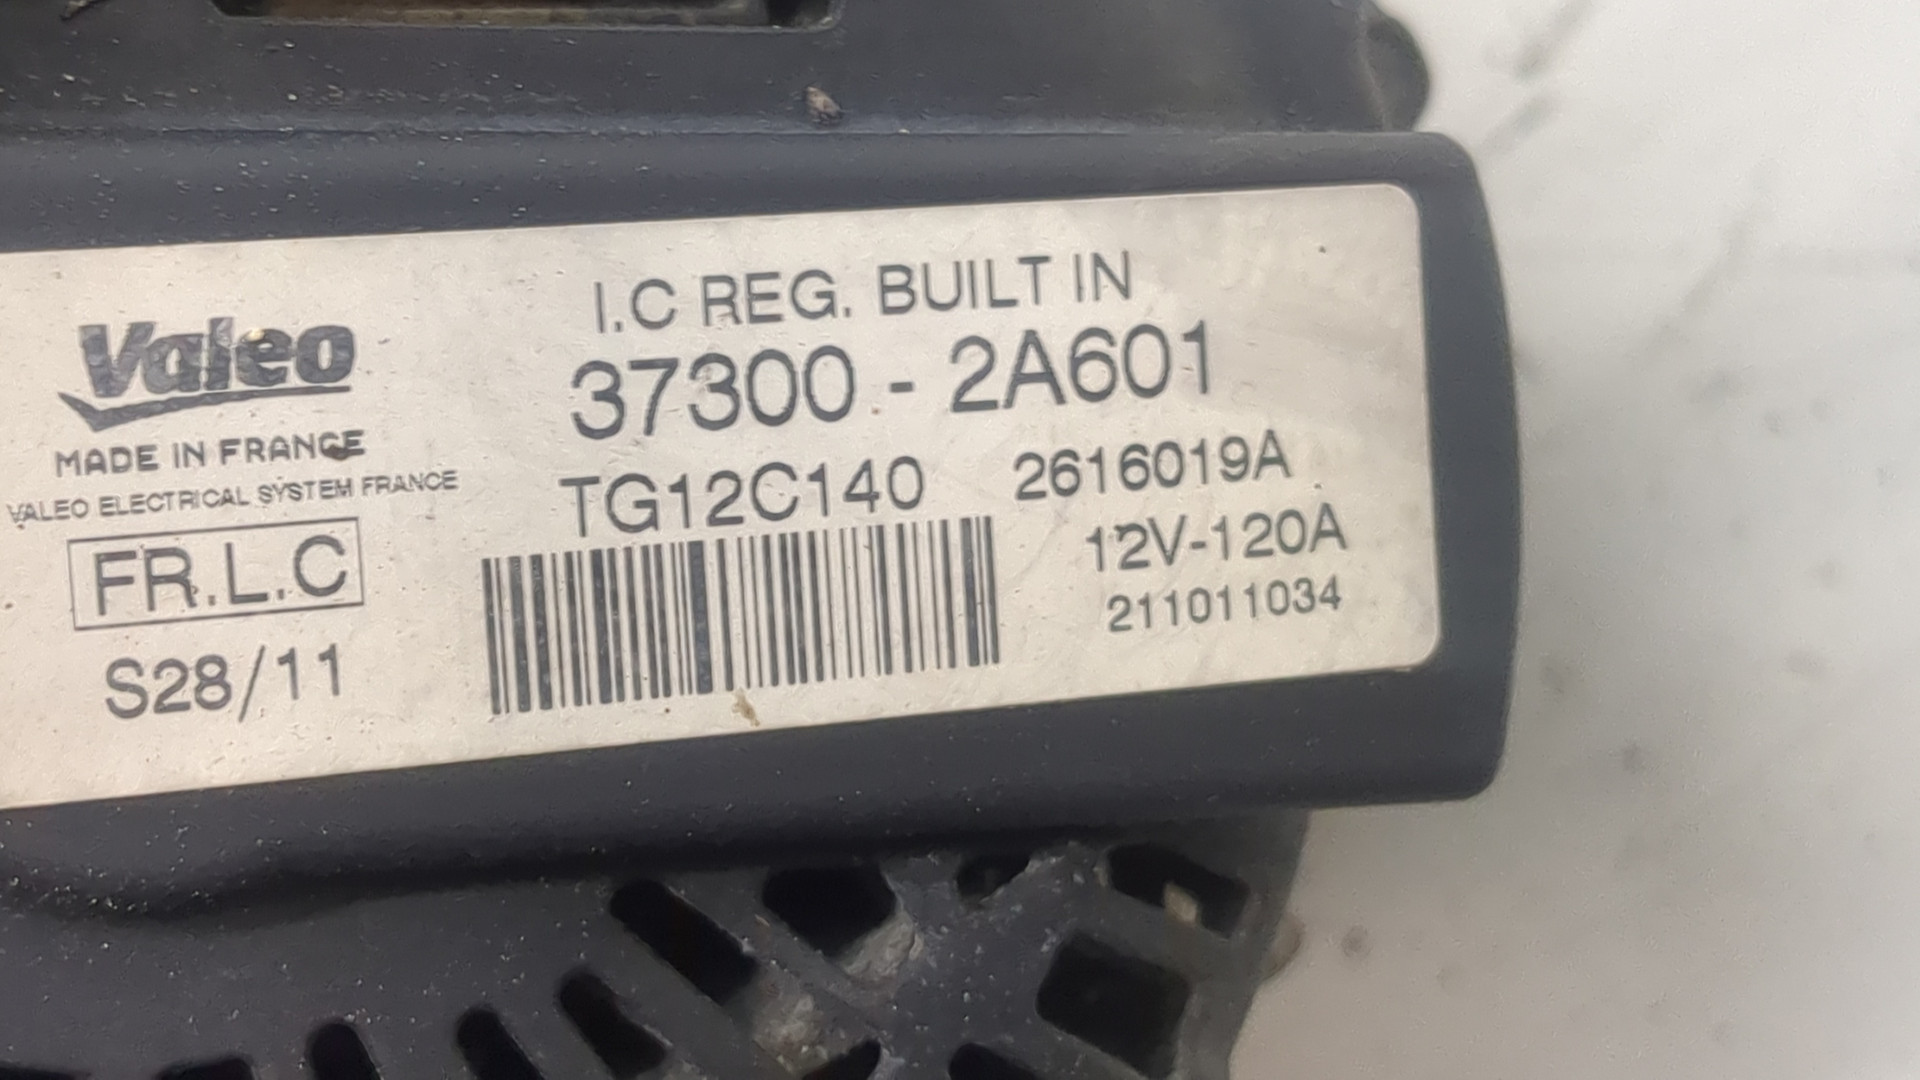 Valeo
MADE IN FRANCE
VALEO ELECTRICAL SYSTEM FRANCE
FR.L.C
S28/11
I.C REG. BUILT IN
37300 - 2A601
TG12C140 2616019A
12V-120A
211011034